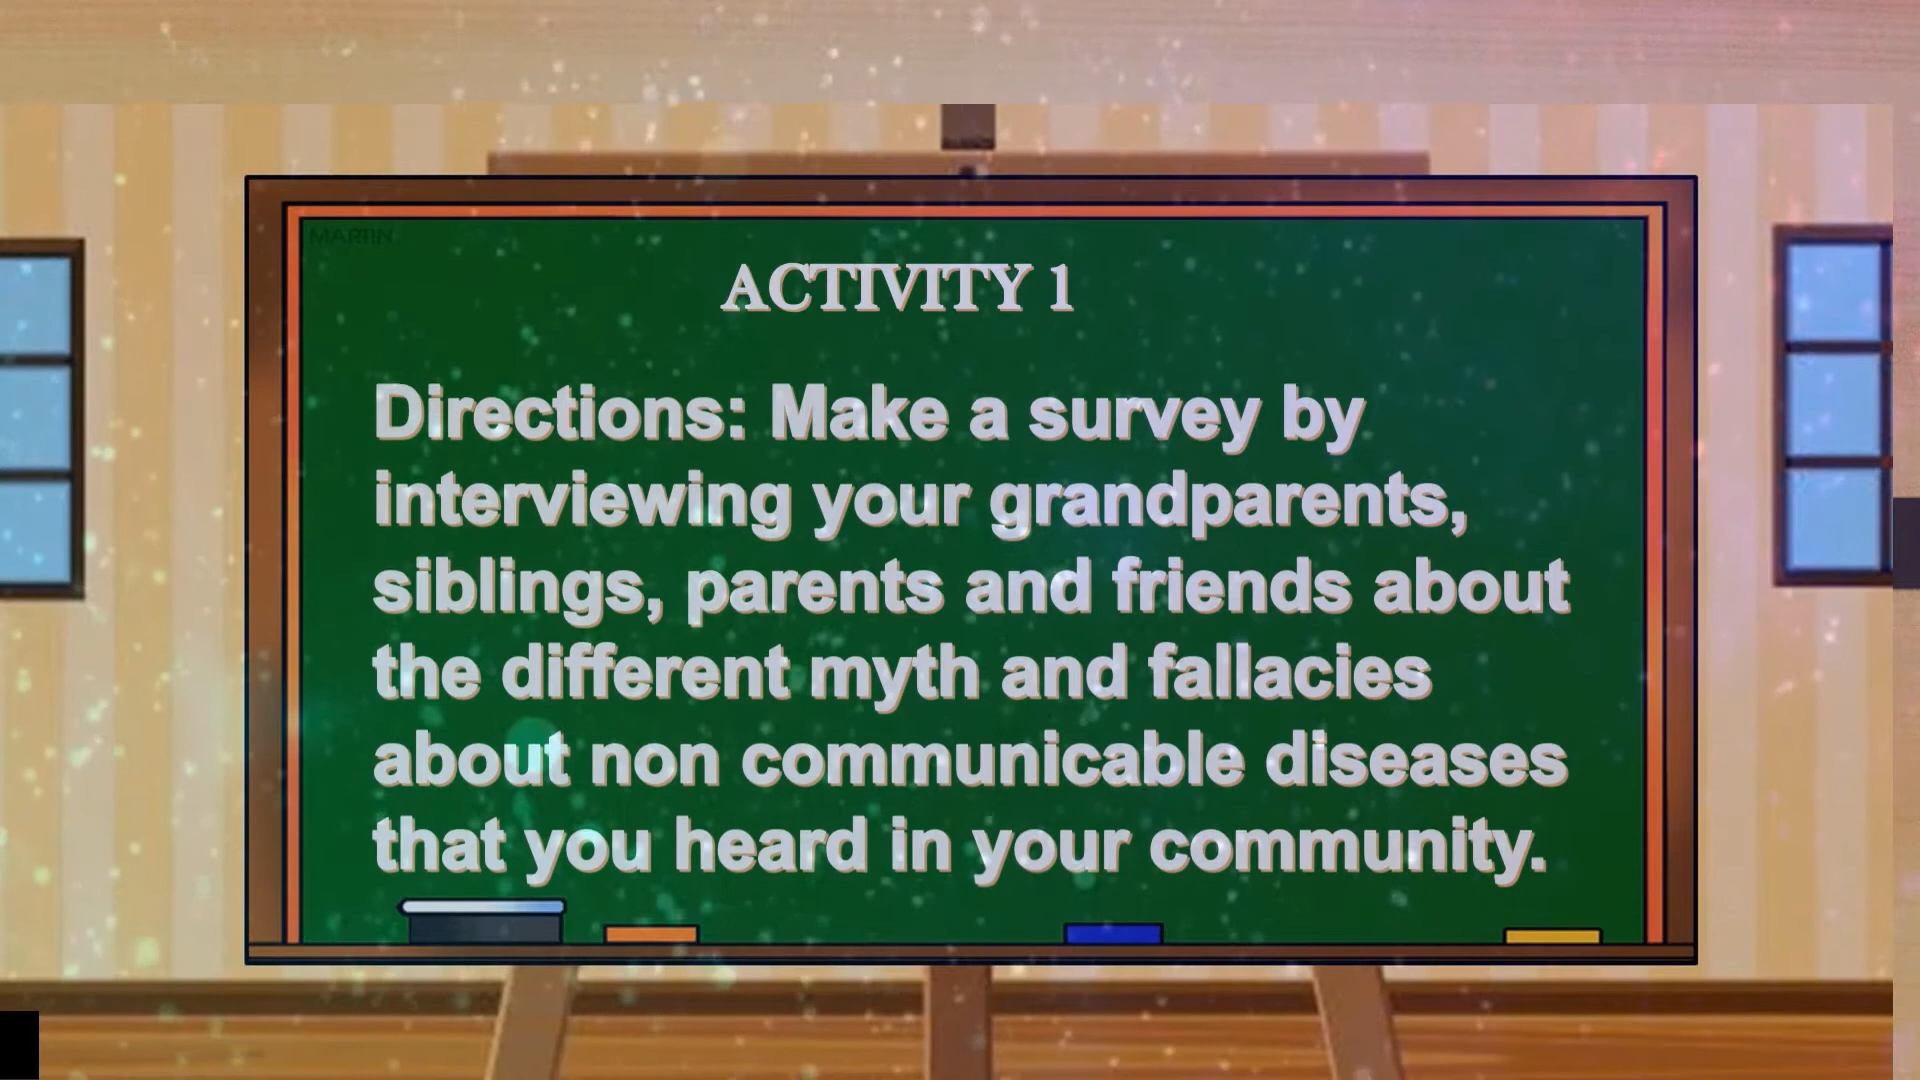 MARTIN
ACTIVITY 1
Directions: Make a survey by
interviewing your grandparents,
siblings, parents and friends about
the different myth and fallacies
about non communicable diseases
that you heard in your community.